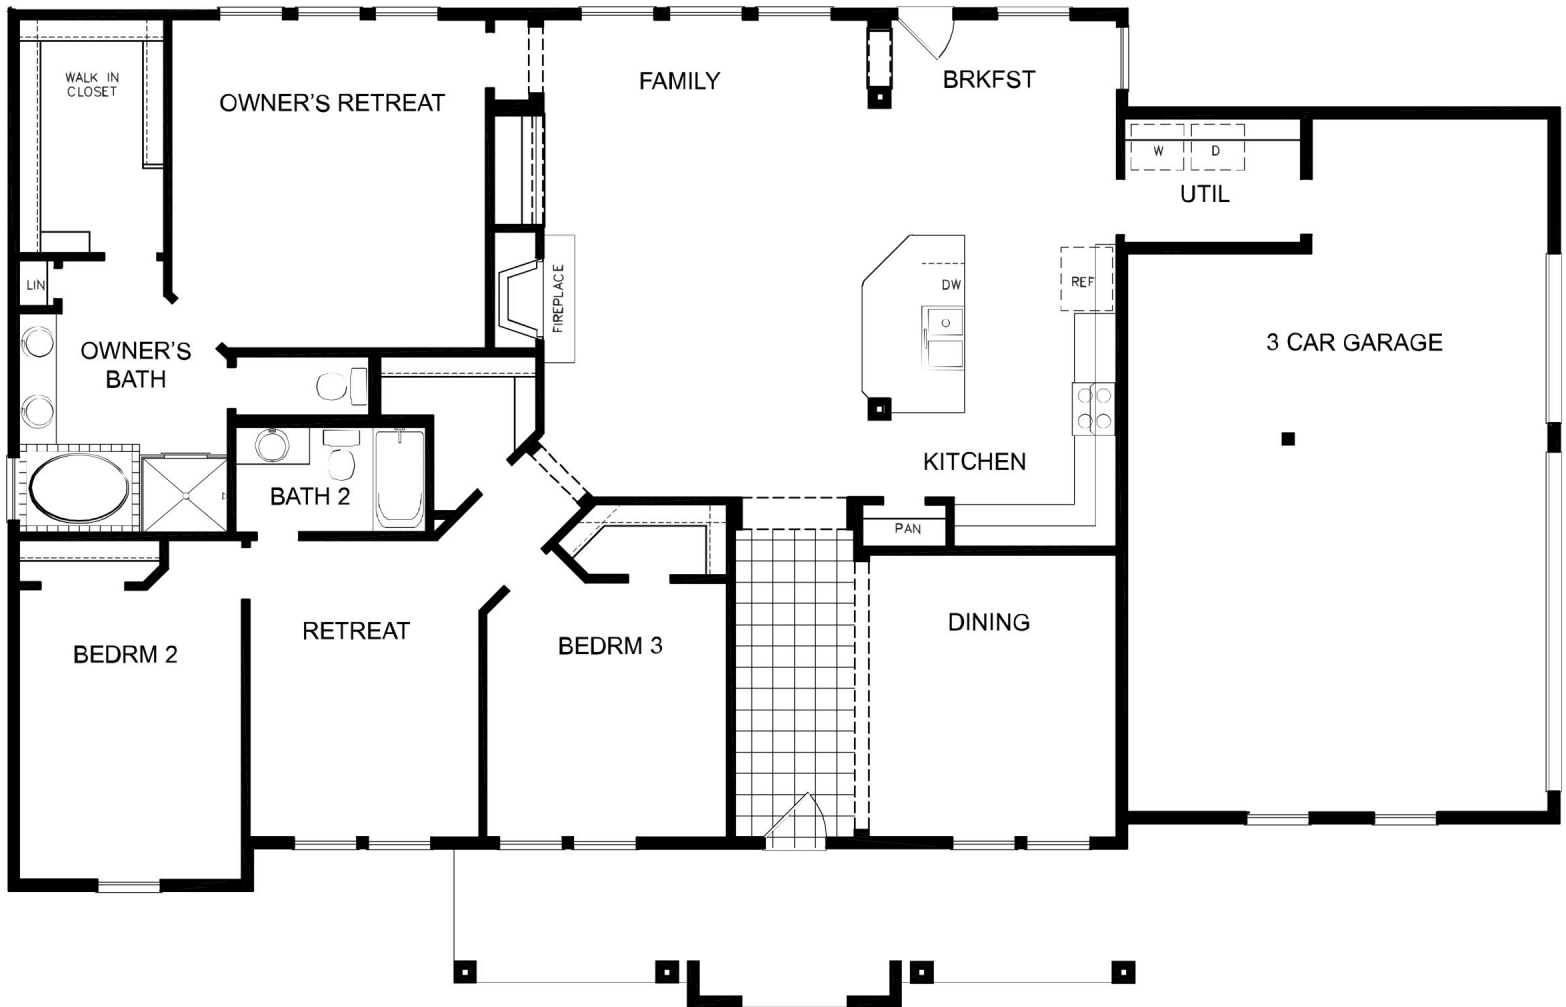 WALK IN
CLOSET
OWNER'S RETREAT
FAMILY
BRKFST
W
D
UTIL
LIN
FIREPLACE
DW
REF
OWNER'S
BATH
3 CAR GARAGE
KITCHEN
BATH 2
PAN
BEDRM 2
RETREAT
BEDRM 3
DINING